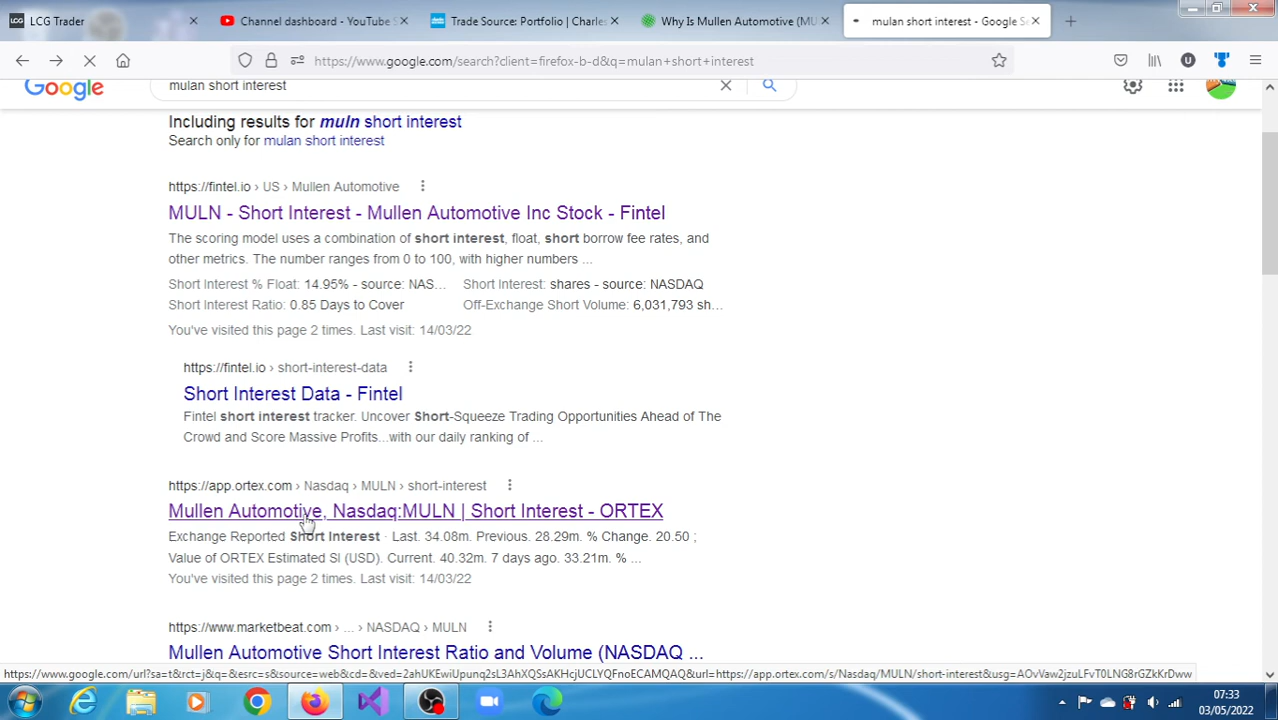 LCG Trader
Channel dashboard - YouTube S
Trade Source: Portfolio | Charles
Why Is Mullen Automotive (MU
mulan short interest - Google Se
https://www.google.com/search?client=firefox-b-d&q=mulan+short+interest
Google
mulan short interest
Including results for muln short interest
Search only for mulan short interest
https://fintel.io › US › Mullen Automotive
MULN - Short Interest - Mullen Automotive Inc Stock - Fintel
The scoring model uses a combination of short interest, float, short borrow fee rates, and
other metrics. The number ranges from 0 to 100, with higher numbers ...
Short Interest % Float: 14.95% - source: NAS... Short Interest: shares - source: NASDAQ
Short Interest Ratio: 0.85 Days to Cover Off-Exchange Short Volume: 6,031,793 sh...
You've visited this page 2 times. Last visit: 14/03/22
https://fintel.io › short-interest-data
Short Interest Data - Fintel
Fintel short interest tracker. Uncover Short-Squeeze Trading Opportunities Ahead of The
Crowd and Score Massive Profits...with our daily ranking of ...
https://app.ortex.com › Nasdaq › MULN › short-interest
Mullen Automotive, Nasdaq:MULN | Short Interest - ORTEX
Exchange Reported Short Interest · Last. 34.08m. Previous. 28.29m. % Change. 20.50 ;
Value of ORTEX Estimated SI (USD). Current. 40.32m. 7 days ago. 33.21m. % ...
You've visited this page 2 times. Last visit: 14/03/22
https://www.marketbeat.com › ... › NASDAQ › MULN
Mullen Automotive Short Interest Ratio and Volume (NASDAQ ...
https://www.google.com/url?sa=t&rct=j&q=&esrc=s&source=web&cd=&ved=2ahUKEwiUpunq2sL3AhXQSsAKHcjUCLYQFnoECAMQAQ&url=https://app.ortex.com/s/Nasdaq/MULN/short-interest&usg=AOvVaw2jzuLFvT0LNG8rGZkKrDww
07:33
03/05/2022